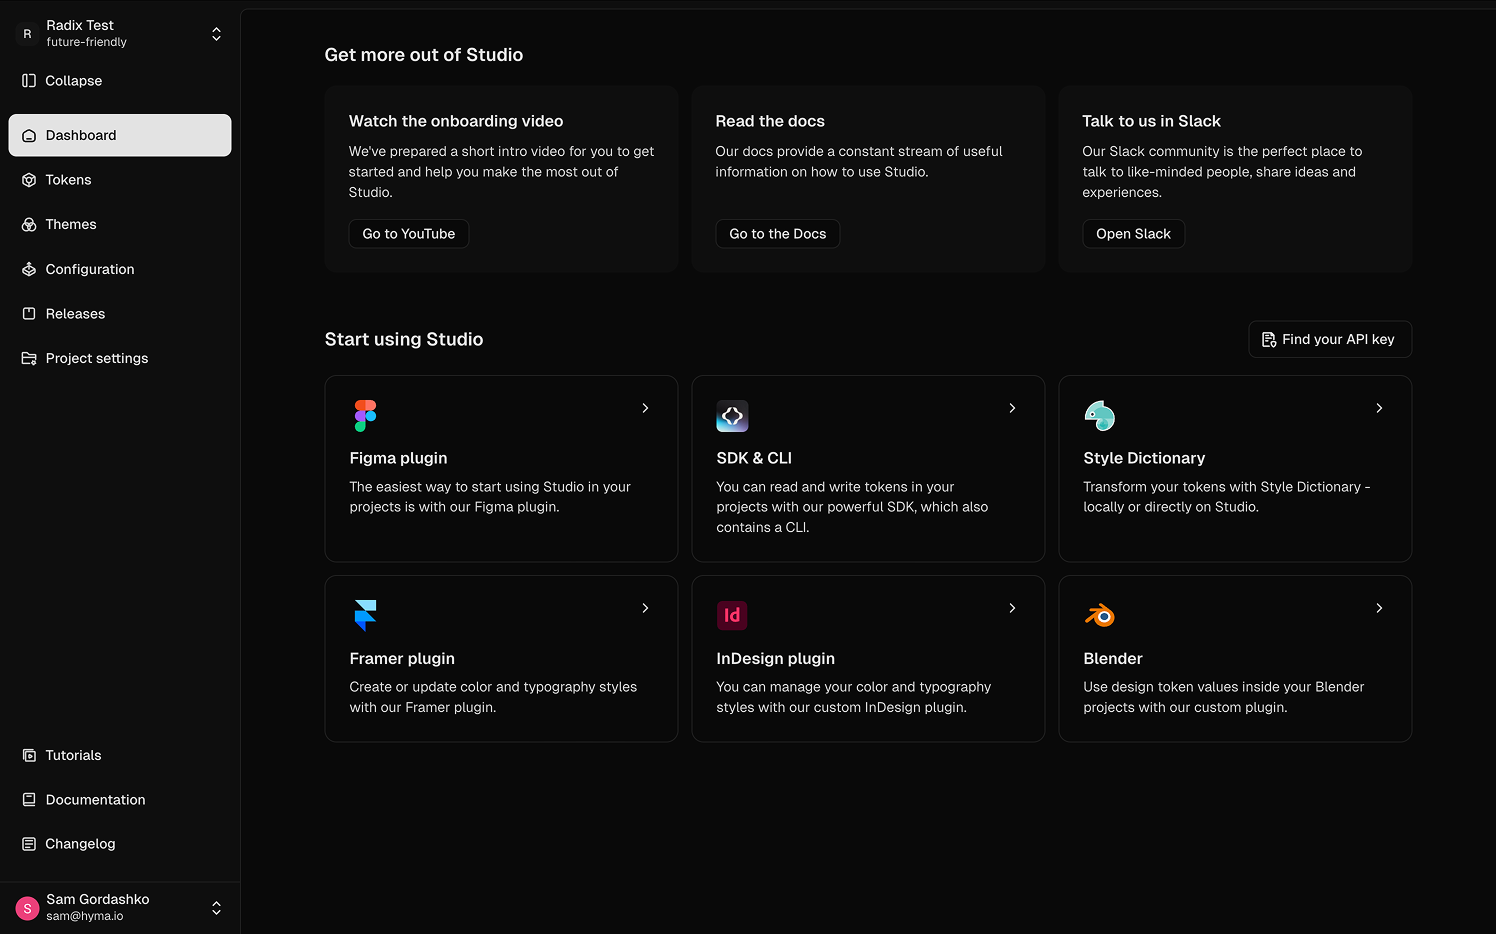 R
Radix Test
future-friendly
Collapse
Dashboard
Tokens
Themes
Configuration
Releases
Project settings
Tutorials
Documentation
Changelog
S
Sam Gordashko
sam@hyma.io
Get more out of Studio
Watch the onboarding video
We've prepared a short intro video for you to get
started and help you make the most out of
Studio.
Go to YouTube
Read the docs
Our docs provide a constant stream of useful
information on how to use Studio.
Go to the Docs
Talk to us in Slack
Our Slack community is the perfect place to
talk to like-minded people, share ideas and
experiences.
Open Slack
Start using Studio
Find your API key
Figma plugin
The easiest way to start using Studio in your
projects is with our Figma plugin.
SDK & CLI
You can read and write tokens in your
projects with our powerful SDK, which also
contains a CLI.
Style Dictionary
Transform your tokens with Style Dictionary -
locally or directly on Studio.
Framer plugin
Create or update color and typography styles
with our Framer plugin.
Id
InDesign plugin
You can manage your color and typography
styles with our custom InDesign plugin.
Blender
Use design token values inside your Blender
projects with our custom plugin.